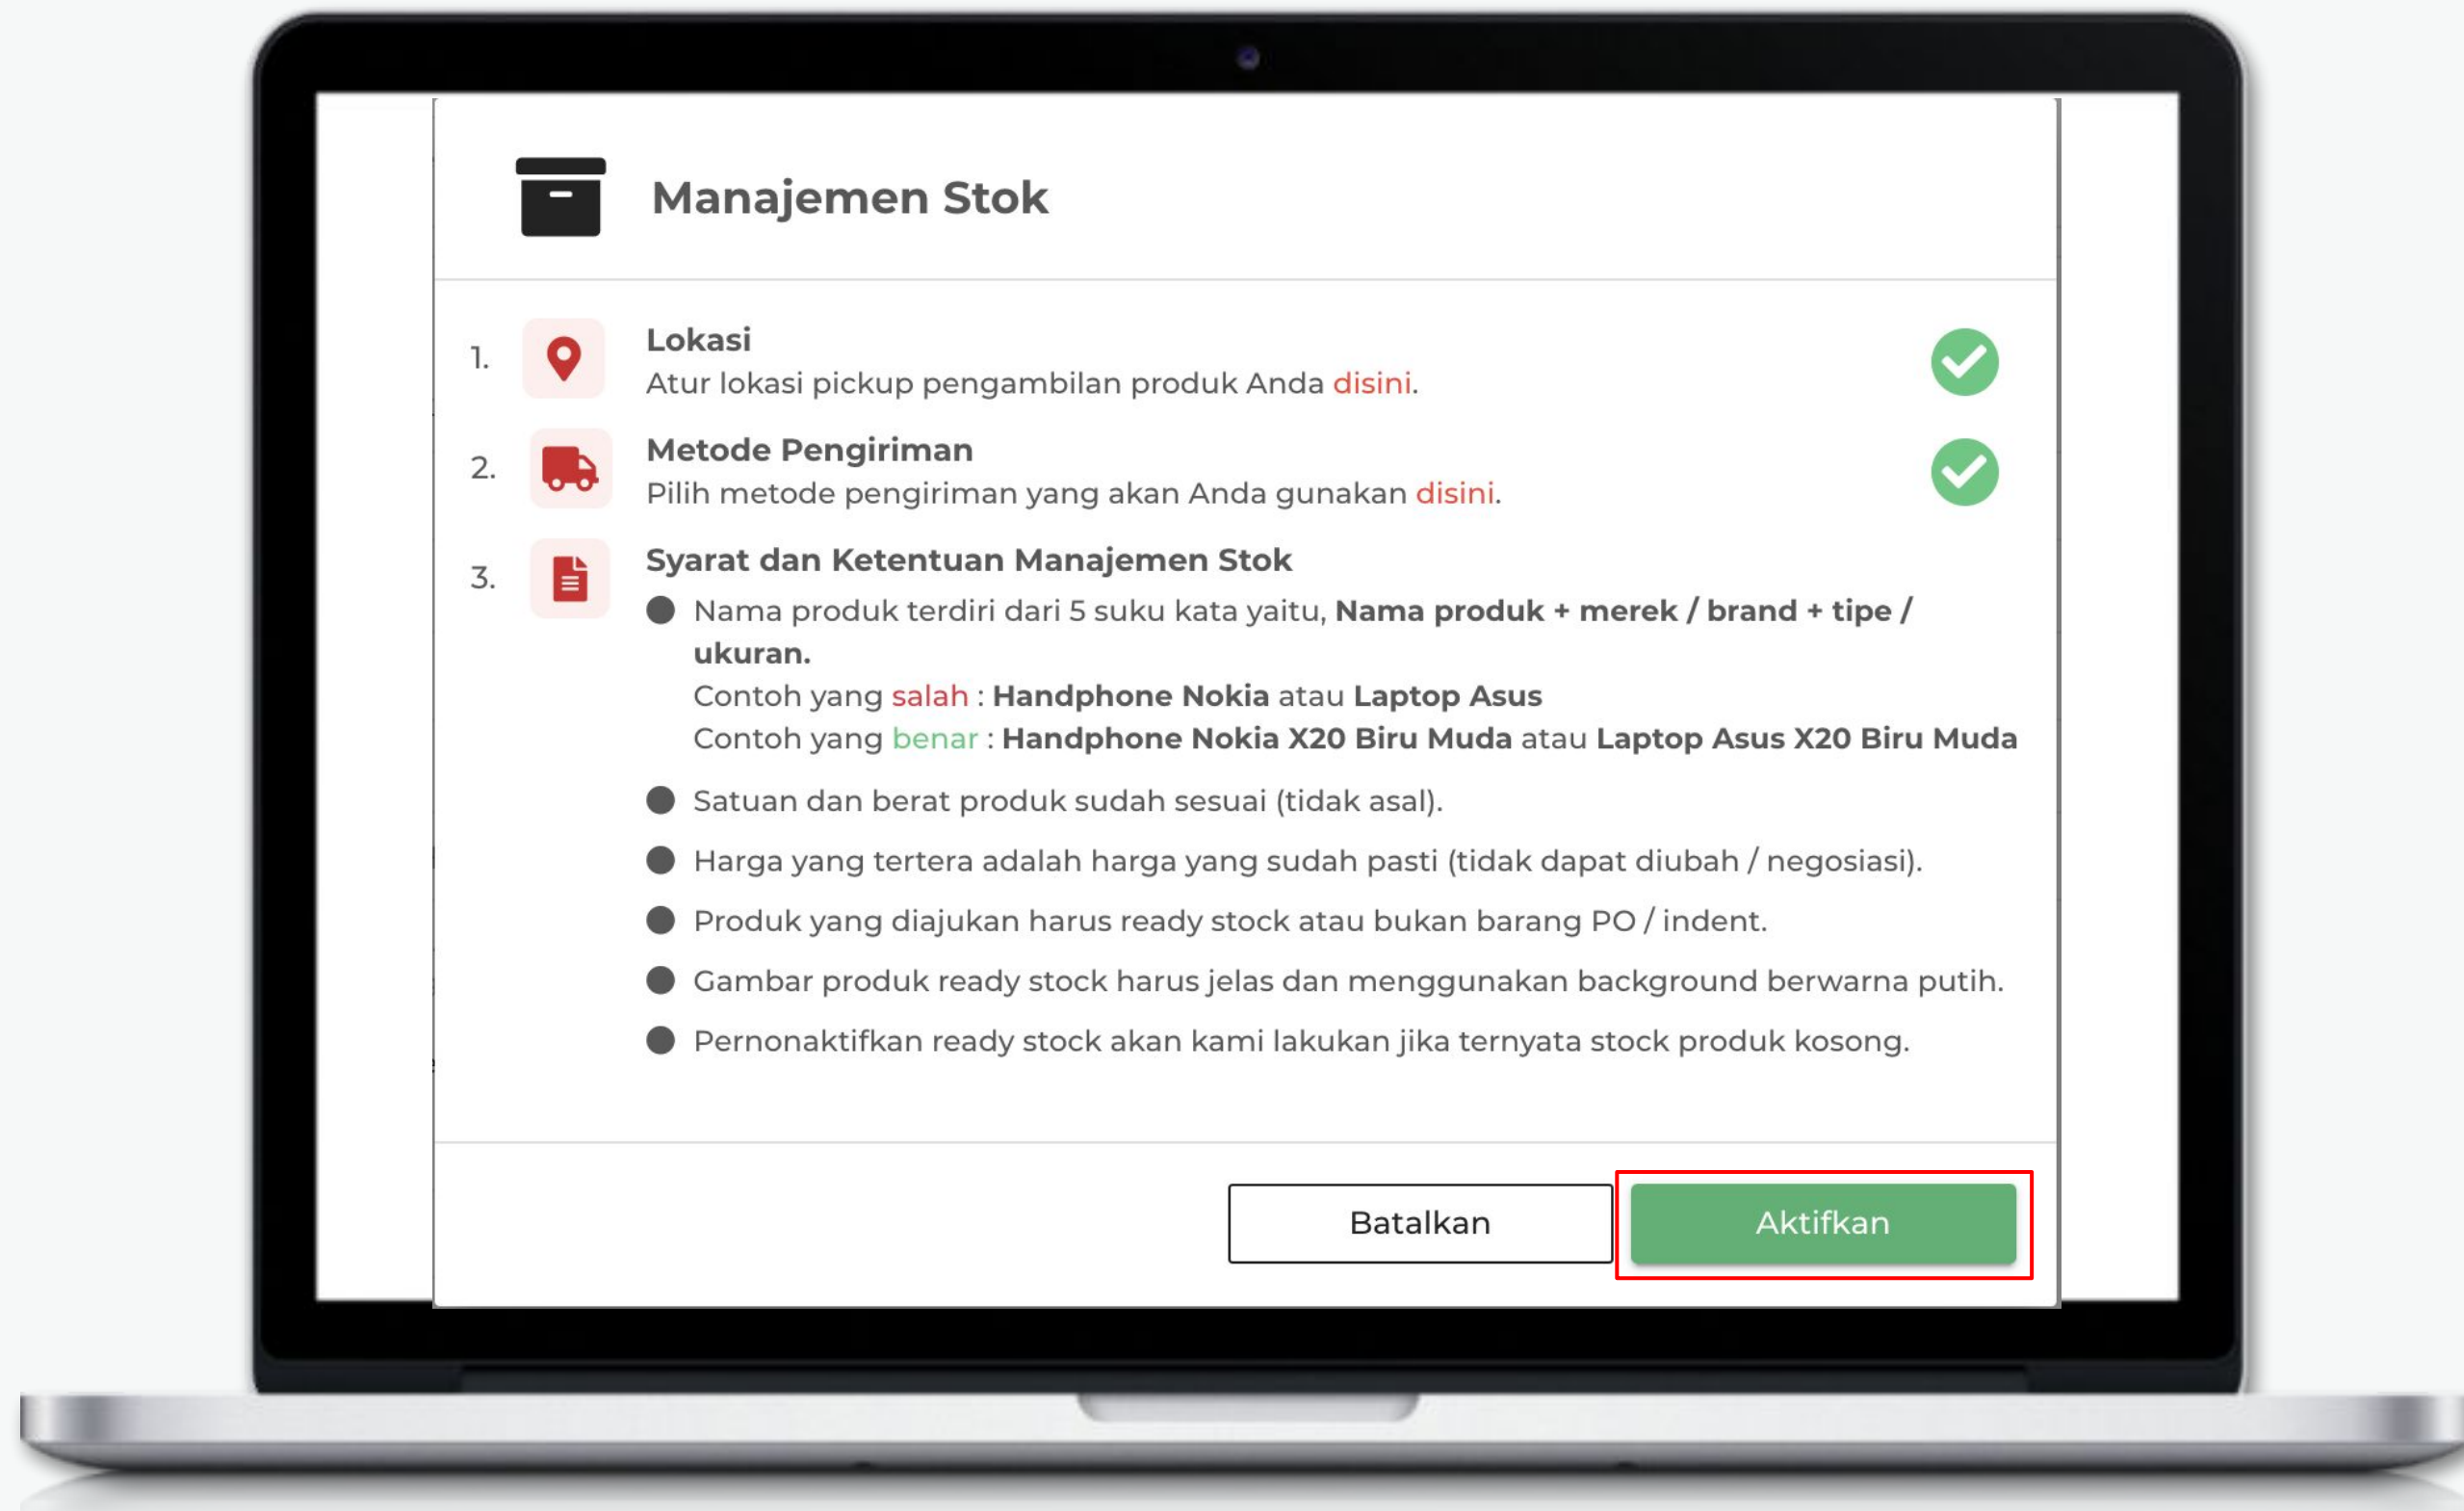 Manajemen Stok
1.
Lokasi
Atur lokasi pickup pengambilan produk Anda disini.
2.
Metode Pengiriman
Pilih metode pengiriman yang akan Anda gunakan disini.
3.
Syarat dan Ketentuan Manajemen Stok
Nama produk terdiri dari 5 suku kata yaitu, Nama produk + merek / brand + tipe /
ukuran.
Contoh yang salah : Handphone Nokia atau Laptop Asus
Contoh yang benar : Handphone Nokia X20 Biru Muda atau Laptop Asus X20 Biru Muda
Satuan dan berat produk sudah sesuai (tidak asal).
Harga yang tertera adalah harga yang sudah pasti (tidak dapat diubah / negosiasi).
Produk yang diajukan harus ready stock atau bukan barang PO / indent.
Gambar produk ready stock harus jelas dan menggunakan background berwarna putih.
Pernonaktifkan ready stock akan kami lakukan jika ternyata stock produk kosong.
Batalkan
Aktifkan